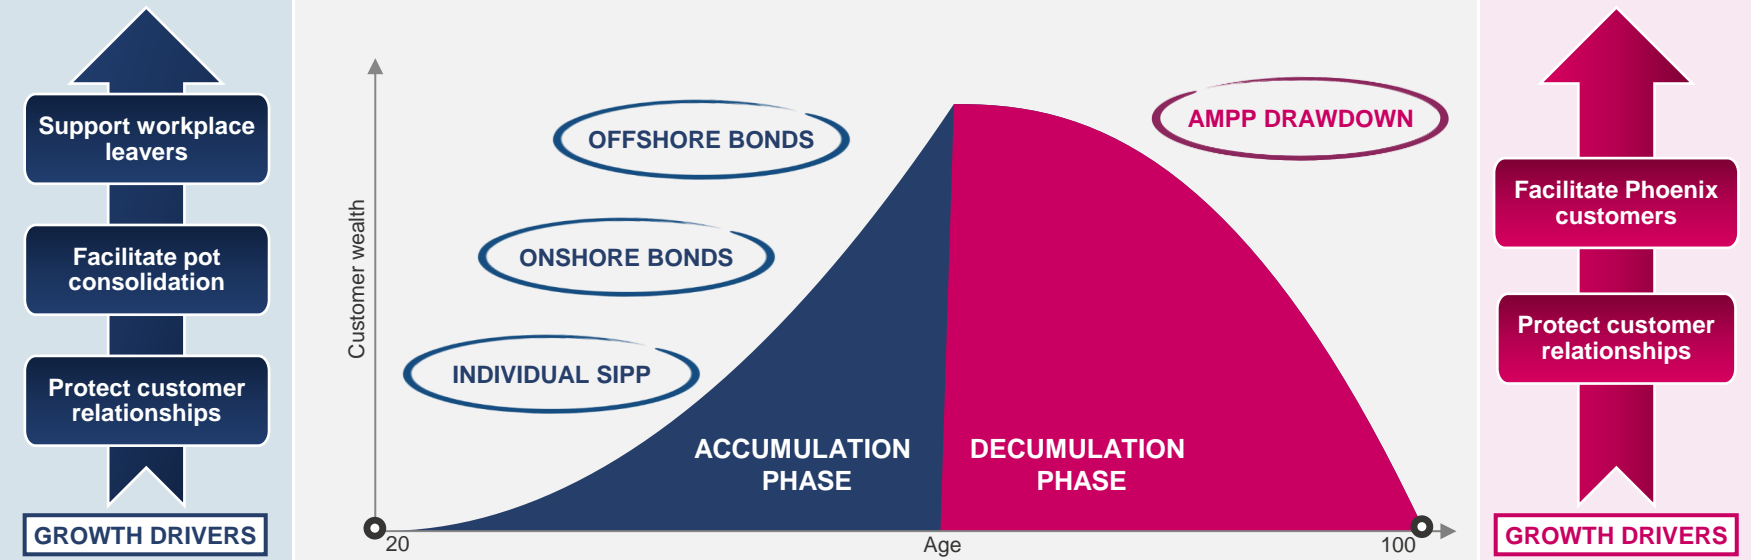 Support workplace
leavers
Facilitate pot
consolidation
Protect customer
relationships
GROWTH DRIVERS
Customer wealth
OFFSHORE BONDS
ONSHORE BONDS
INDIVIDUAL SIPP
AMPP DRAWDOWN
ACCUMULATION
PHASE
DECUMULATION
PHASE
20
Age
100
Facilitate Phoenix
customers
Protect customer
relationships
GROWTH DRIVERS